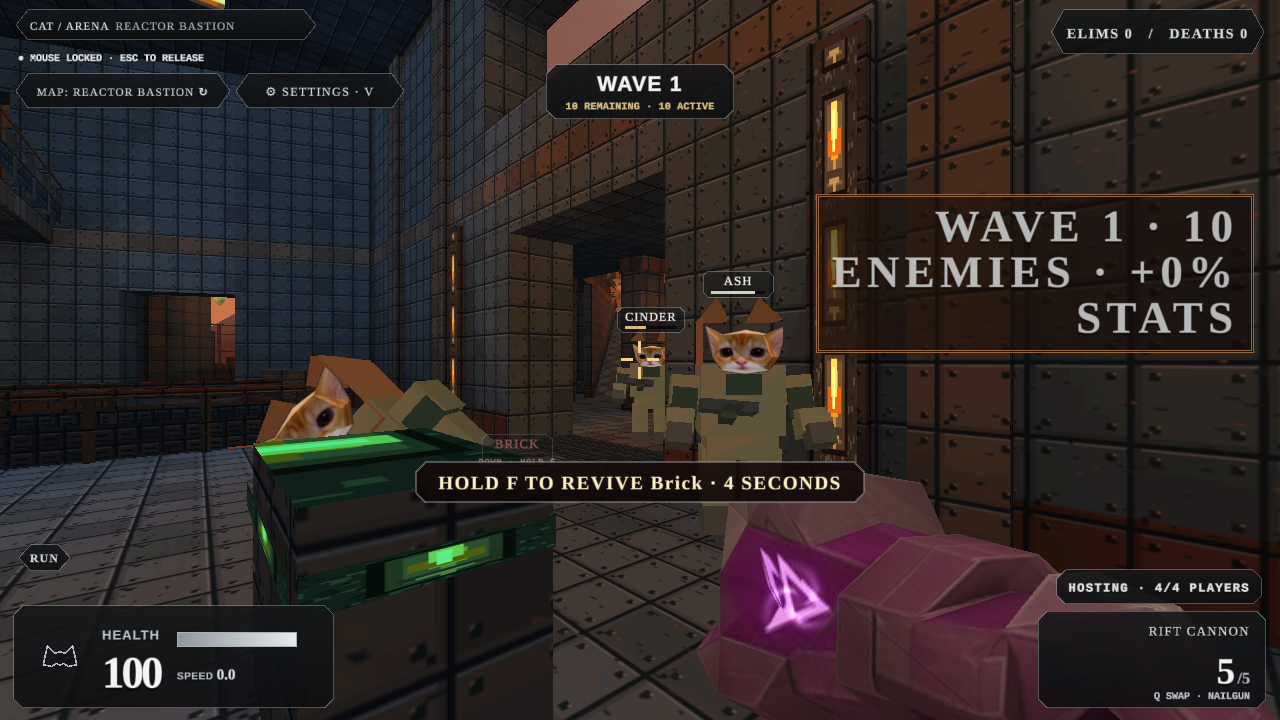 CAT / ARENA REACTOR BASTION
ELIMS 0 / DEATHS 0
● MOUSE LOCKED · ESC TO RELEASE
MAP: REACTOR BASTION ↻
⚙ SETTINGS · V
WAVE 1
10 REMAINING · 10 ACTIVE
WAVE 1 · 10
ENEMIES · +0%
STATS
ASH
CINDER
BRICK
DOWN · HOLD F
HOLD F TO REVIVE Brick · 4 SECONDS
RUN
HOSTING · 4/4 PLAYERS
HEALTH
100
SPEED 0.0
RIFT CANNON
5/5
Q SWAP · NAILGUN